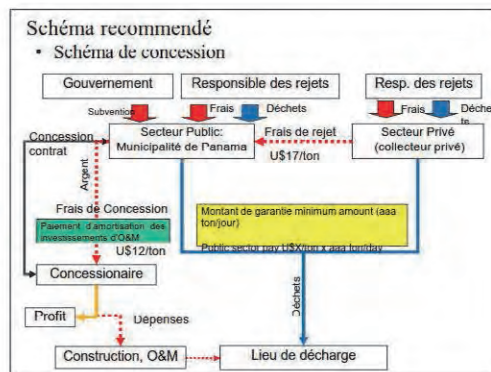 Schéma recommendé
• Schéma de concession
Gouvernement
Responsible des rejets
Resp. des rejets
Subvention
Frais
Déchets
Frais
Déche
ts
Concession
contrat
Secteur Public:
Municipalité de Panama
Frais de rejet
U$17/ton
Secteur Privé
(collecteur privé)
Argent
Frais de Concession
Paiement d'amortisation des
investissements d'O&M
U$12/ton
Montant de garantie minimum amount (aaa
ton/jour)
Public sector pay U$X/ton x aaa ton/day
Concessionaire
Déchets
Profit
Dépenses
Construction, O&M
Lieu de décharge